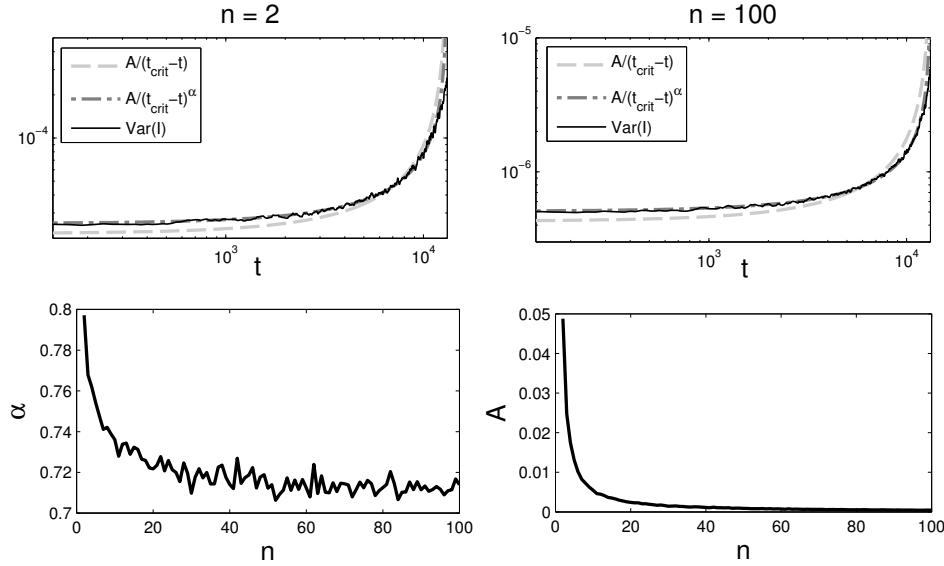 n = 2
A/(t_crit−t)
A/(t_crit−t)^α
Var(I)
10^−4
10^3
10^4
t
n = 100
A/(t_crit−t)
A/(t_crit−t)^α
Var(I)
10^−5
10^−6
10^3
10^4
t
0.8
0.78
0.76
0.74
0.72
0.7
α
0
20
40
60
80
100
n
0.05
0.04
0.03
0.02
0.01
0
A
0
20
40
60
80
100
n